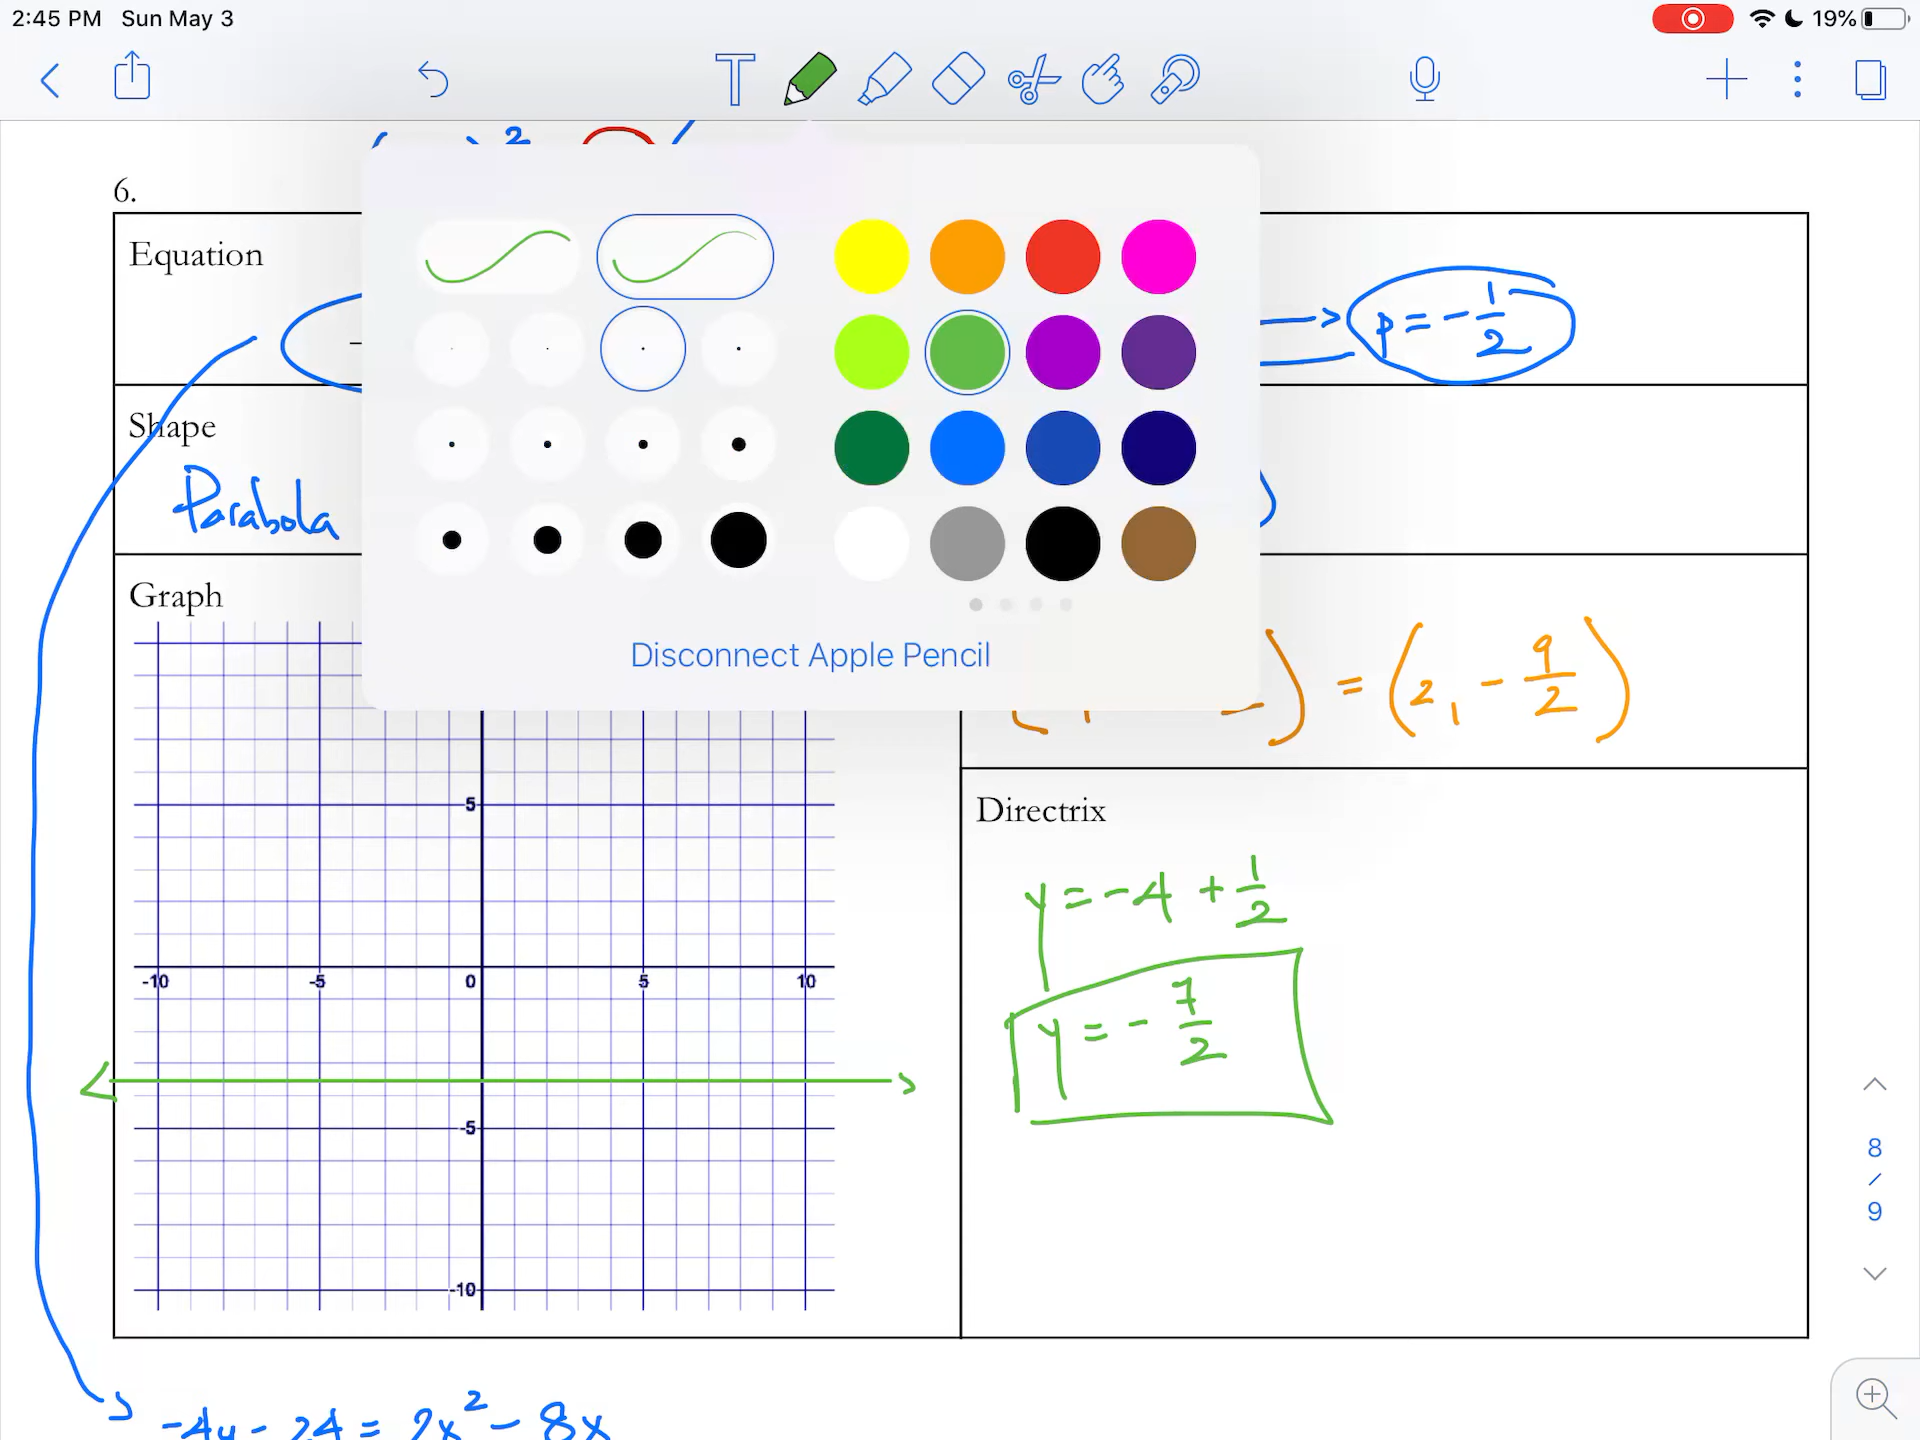 2:45 PM Sun May 3
19%
6.
Equation
p = - 1/2
Shape
Parabola
Graph
Disconnect Apple Pencil
= (2, - 9/2)
5
-10 -5 0 5 10
-5
-10
Directrix
y = -4 + 1/2
y = - 7/2
8
/
9
-4y - 24 = 2x² - 8x